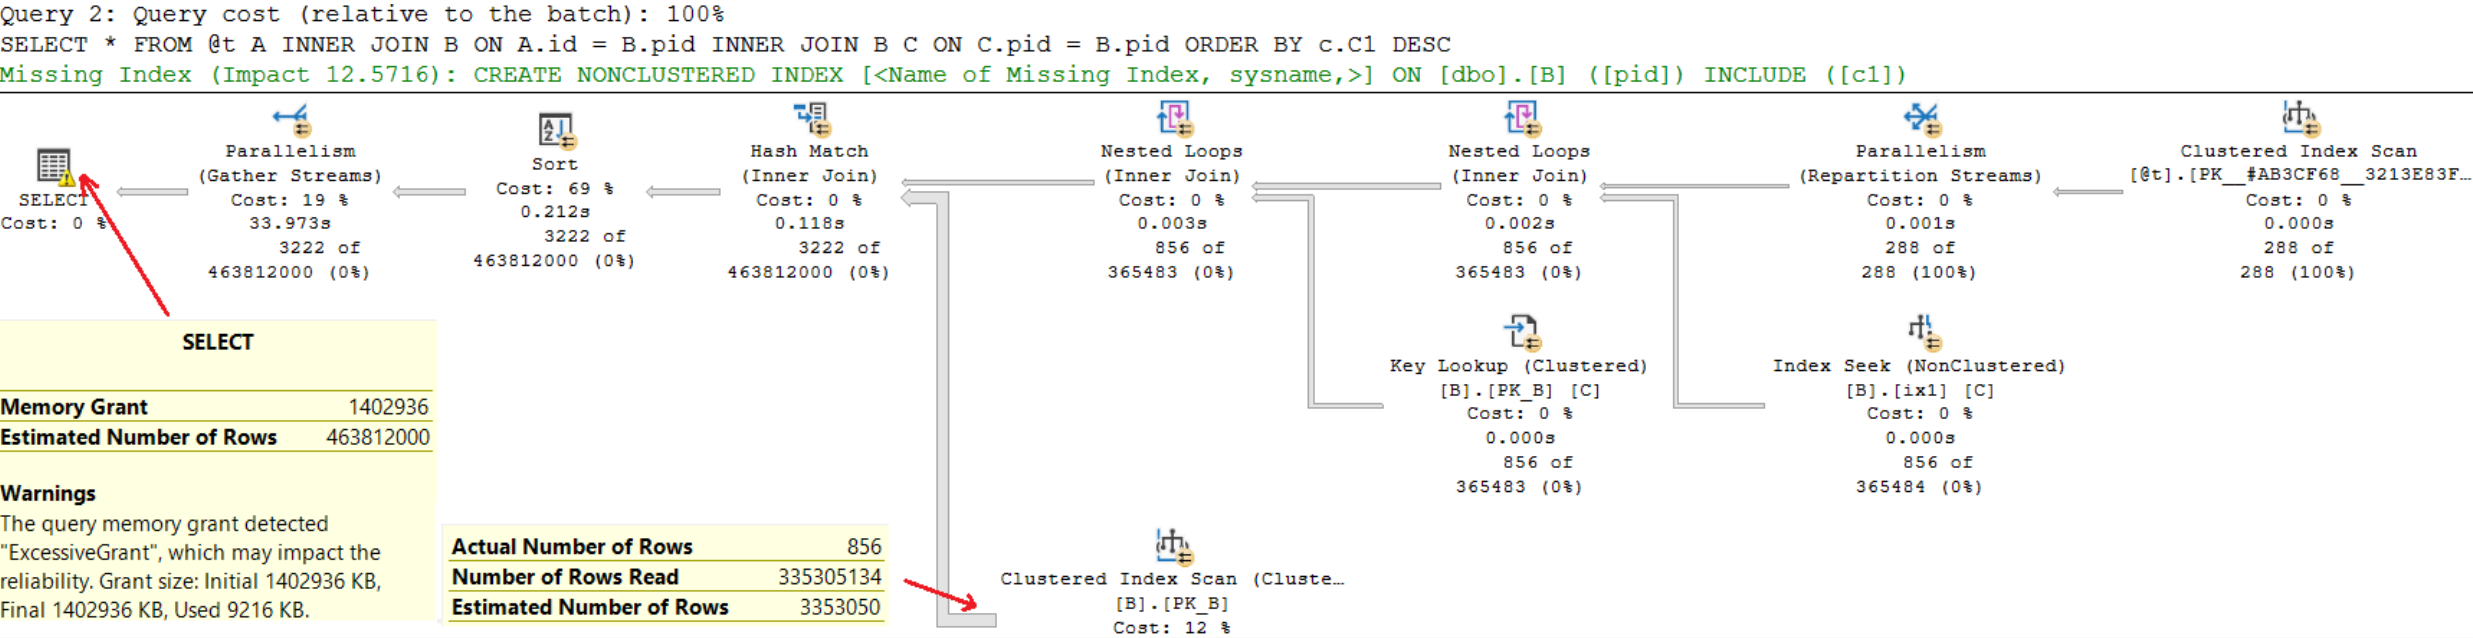 Query 2: Query cost (relative to the batch): 100%
SELECT * FROM @t A INNER JOIN B ON A.id = B.pid INNER JOIN B C ON C.pid = B.pid ORDER BY c.C1 DESC
Missing Index (Impact 12.5716): CREATE NONCLUSTERED INDEX [<Name of Missing Index, sysname,>] ON [dbo].[B] ([pid]) INCLUDE ([c1])
SELECT
Cost: 0 %
Parallelism
(Gather Streams)
Cost: 19 %
33.973s
3222 of
463812000 (0%)
Sort
Cost: 69 %
0.212s
3222 of
463812000 (0%)
Hash Match
(Inner Join)
Cost: 0 %
0.118s
3222 of
463812000 (0%)
Nested Loops
(Inner Join)
Cost: 0 %
0.003s
856 of
365483 (0%)
Nested Loops
(Inner Join)
Cost: 0 %
0.002s
856 of
365483 (0%)
Parallelism
(Repartition Streams)
Cost: 0 %
0.001s
288 of
288 (100%)
Clustered Index Scan
[@t].[PK__#AB3CF68__3213E83F…
Cost: 0 %
0.000s
288 of
288 (100%)
Key Lookup (Clustered)
[B].[PK_B] [C]
Cost: 0 %
0.000s
856 of
365483 (0%)
Index Seek (NonClustered)
[B].[ix1] [C]
Cost: 0 %
0.000s
856 of
365484 (0%)
SELECT
Memory Grant 1402936
Estimated Number of Rows 463812000
Warnings
The query memory grant detected
"ExcessiveGrant", which may impact the
reliability. Grant size: Initial 1402936 KB,
Final 1402936 KB, Used 9216 KB.
Actual Number of Rows 856
Number of Rows Read 335305134
Estimated Number of Rows 3353050
Clustered Index Scan (Cluste…
[B].[PK_B]
Cost: 12 %